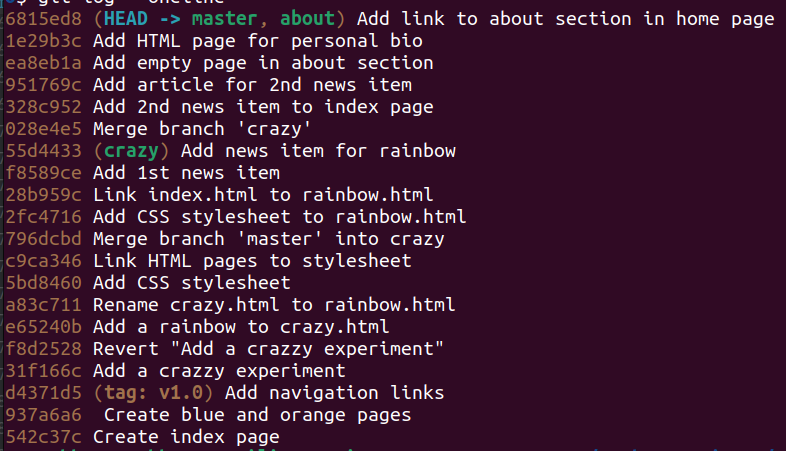 6815ed8 (HEAD -> master, about) Add link to about section in home page
1e29b3c Add HTML page for personal bio
ea8eb1a Add empty page in about section
951769c Add article for 2nd news item
328c952 Add 2nd news item to index page
028e4e5 Merge branch 'crazy'
55d4433 (crazy) Add news item for rainbow
f8589ce Add 1st news item
28b959c Link index.html to rainbow.html
2fc4716 Add CSS stylesheet to rainbow.html
796dcbd Merge branch 'master' into crazy
c9ca346 Link HTML pages to stylesheet
5bd8460 Add CSS stylesheet
a83c711 Rename crazy.html to rainbow.html
e65240b Add a rainbow to crazy.html
f8d2528 Revert "Add a crazzy experiment"
31f166c Add a crazzy experiment
d4371d5 (tag: v1.0) Add navigation links
937a6a6  Create blue and orange pages
542c37c Create index page